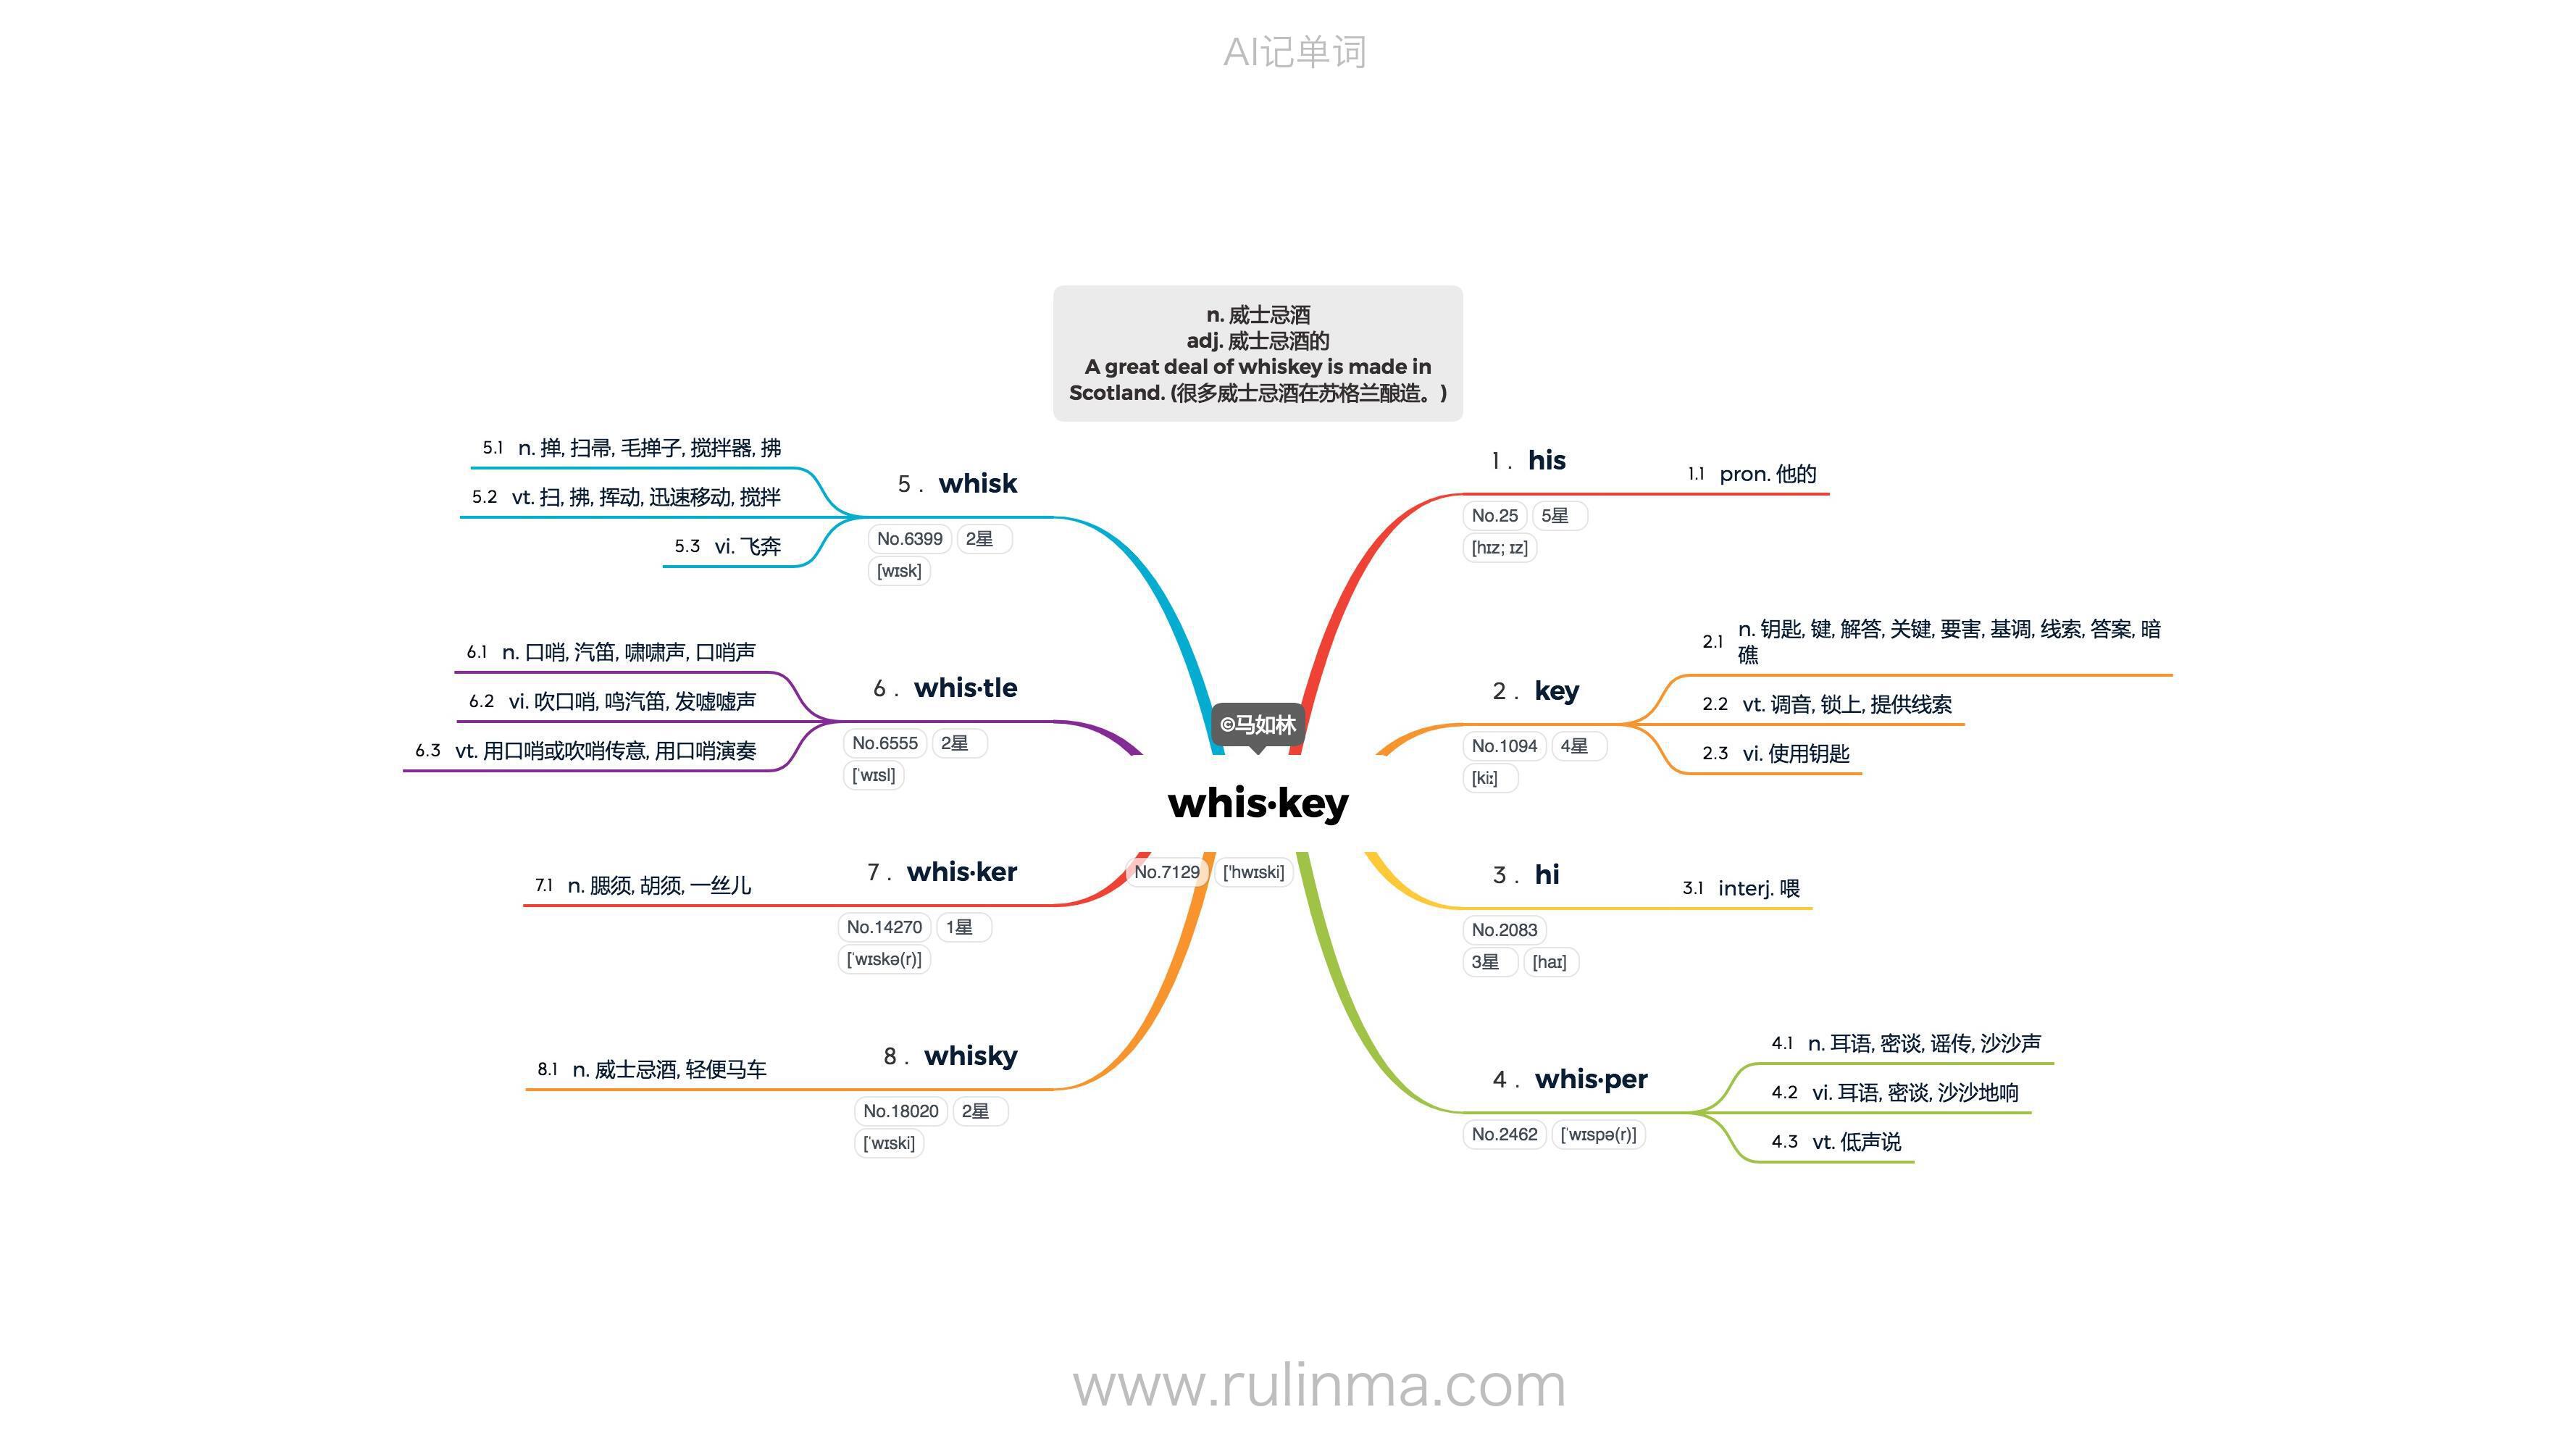 AI记单词
n. 威士忌酒
adj. 威士忌酒的
A great deal of whiskey is made in
Scotland. (很多威士忌酒在苏格兰酿造。)
©马如林
whis·key
No.7129 ['hwɪski]
1 . his
No.25 5星
[hɪz; ɪz]
1.1 pron. 他的
2 . key
No.1094 4星
[kiː]
2.1 n. 钥匙, 键, 解答, 关键, 要害, 基调, 线索, 答案, 暗
礁
2.2 vt. 调音, 锁上, 提供线索
2.3 vi. 使用钥匙
3 . hi
No.2083
3星 [haɪ]
3.1 interj. 喂
4 . whis·per
No.2462 [ˈwɪspə(r)]
4.1 n. 耳语, 密谈, 谣传, 沙沙声
4.2 vi. 耳语, 密谈, 沙沙地响
4.3 vt. 低声说
5 . whisk
No.6399 2星
[wɪsk]
5.1 n. 掸, 扫帚, 毛掸子, 搅拌器, 拂
5.2 vt. 扫, 拂, 挥动, 迅速移动, 搅拌
5.3 vi. 飞奔
6 . whis·tle
No.6555 2星
[ˈwɪsl]
6.1 n. 口哨, 汽笛, 啸啸声, 口哨声
6.2 vi. 吹口哨, 鸣汽笛, 发嘘嘘声
6.3 vt. 用口哨或吹哨传意, 用口哨演奏
7 . whis·ker
No.14270 1星
[ˈwɪskə(r)]
7.1 n. 腮须, 胡须, 一丝儿
8 . whisky
No.18020 2星
[ˈwɪski]
8.1 n. 威士忌酒, 轻便马车
www.rulinma.com